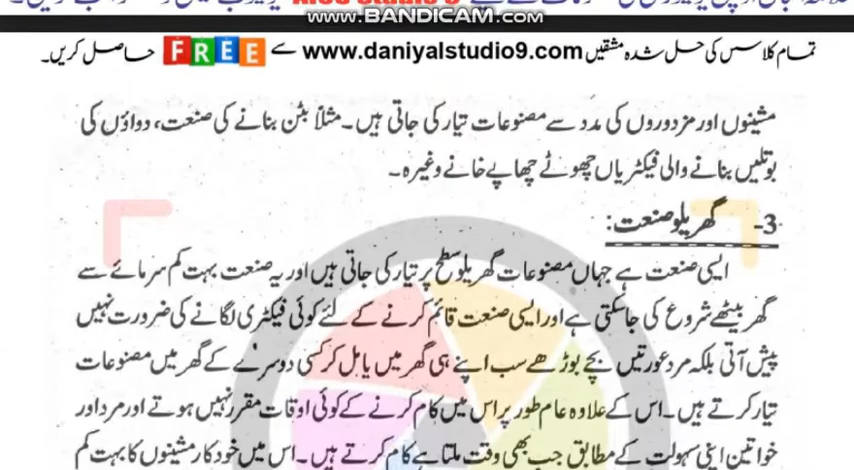 WWW.BANDICAM.COM
تمام کلاس کی حل شدہ مشقیں www.daniyalstudio9.com سے FREE حاصل کریں۔
مشینوں اور مزدوروں کی مدد سے مصنوعات تیار کی جاتی ہیں۔ مثلاً بٹن بنانے کی صنعت، دواؤں کی
بوتلیں بنانے والی فیکٹریاں چھوٹے چھاپے خانے وغیرہ۔
3- گھریلو صنعت:
ایسی صنعت ہے جہاں مصنوعات گھریلو سطح پر تیار کی جاتی ہیں اور یہ صنعت بہت کم سرمائے سے
گھر بیٹھے شروع کی جاسکتی ہے اور ایسی صنعت قائم کرنے کے لئے کوئی فیکٹری لگانے کی ضرورت نہیں
پیش آتی بلکہ مرد عورتیں بچے بوڑھے سب اپنے ہی گھر میں یا مل کر کسی دوسرے کے گھر میں مصنوعات
تیار کرتے ہیں۔ اس کے علاوہ عام طور پر اس میں کام کرنے کے کوئی اوقات مقرر نہیں ہوتے اور مرد اور
خواتین اپنی سہولت کے مطابق جب بھی وقت ملتا ہے کام کرتے ہیں۔ اس میں خود کار مشینوں کا بہت کم